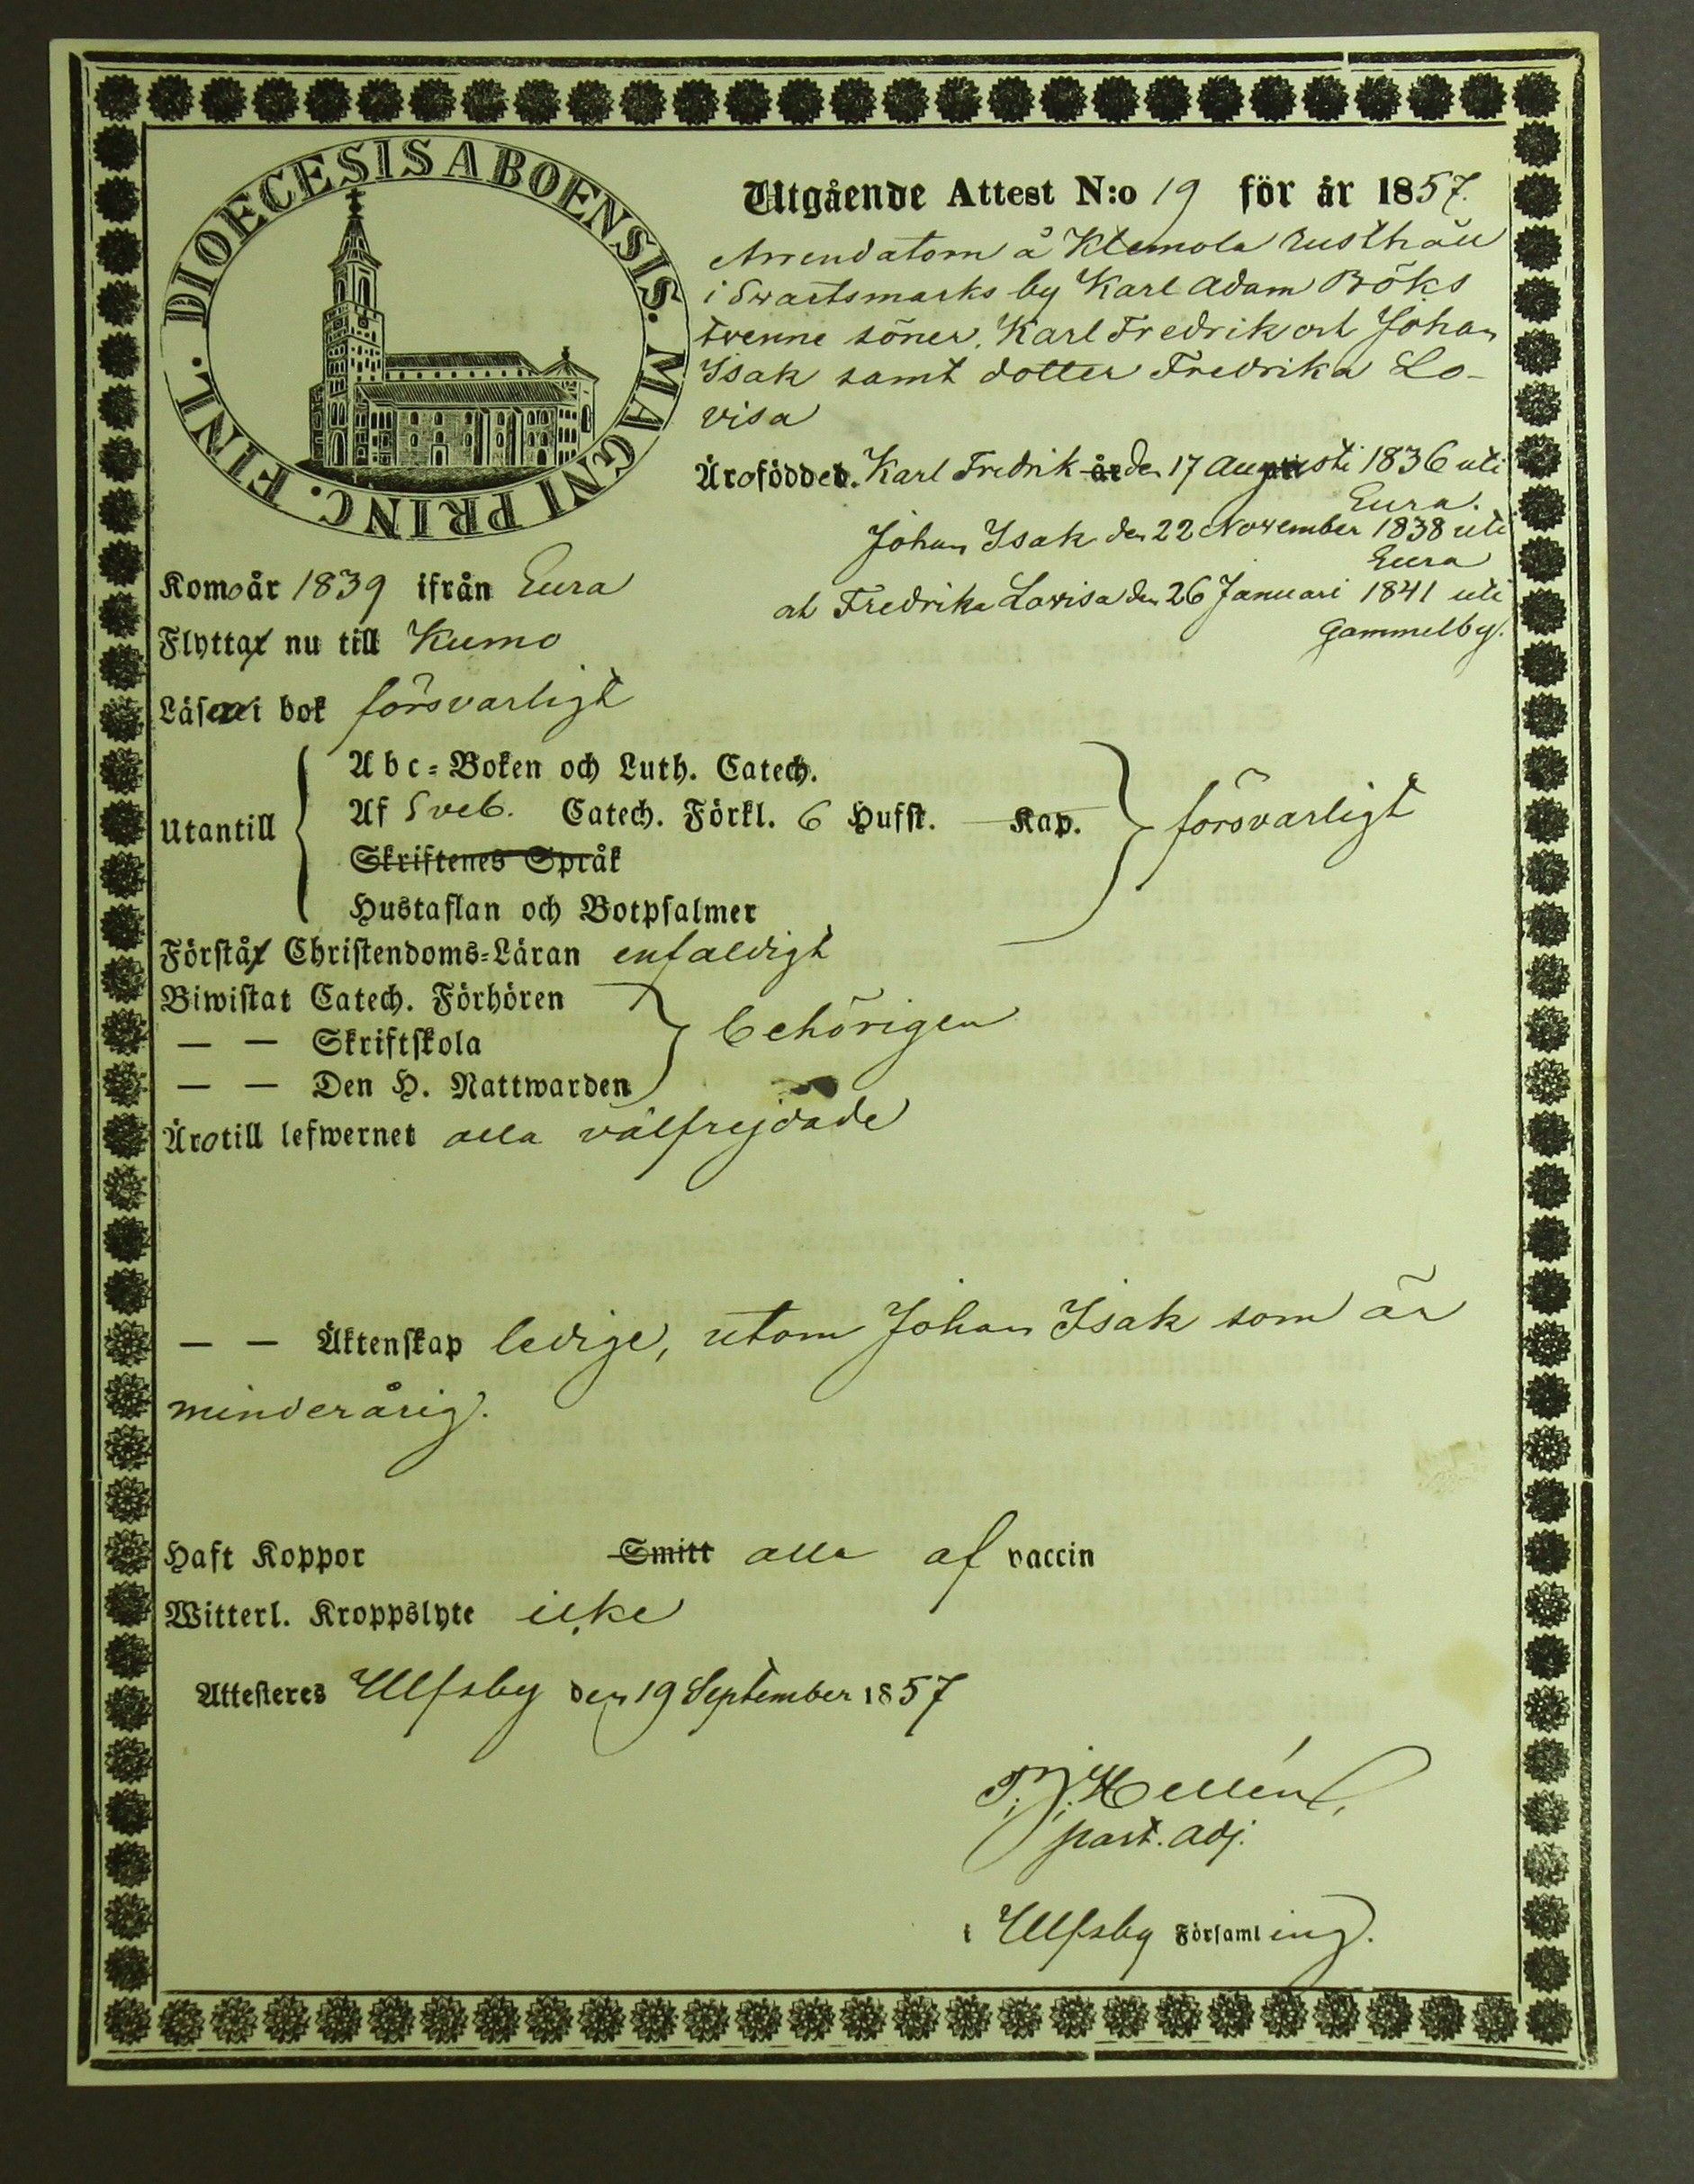 DIOECESIS ABOENSIS. MAGNI PRINC. FINL.
Utgående Attest N:o 19 för år 1857.
Arrendatorn å Klemola Rusthåll
i Svartsmarks by Karl Adam Böks
tvenne söner, Karl Fredrik och Johan
Isak samt dotter Fredrika Lo-
visa
Äro födde. Karl Fredrik den 17 Augusti 1836 uti
Eura.
Johan Isak den 22 November 1838 uti
Eura
och Fredrika Lovisa den 26 Januari 1841 uti
Gammelby.
Komo år 1839 ifrån Eura
Flytta nu till Kumo
Läsa i bok försvarligt
Utantill
Abc-Boken och Luth. Catech.
Af Sveb. Catech. Förkl. 6 Hufst. Kap.
försvarligt
Skriftenes Språk
Hustaflan och Botpsalmer
Förstå Christendoms-Läran enfaldigt
Biwistat Catech. Förhören
— — Skriftskola
behörigen
— — Den H. Nattwarden
Äro till lefwernet alla välfrejdade
— — Äktenskap ledige, utom Johan Isak som är
minderårig.
Haft Koppor Smitt alla af vaccin
Witterl. Kroppslyte icke
Attesteres Ulfsby den 19 September 1857
Hellén,
past. adj.
i Ulfsby Församling.